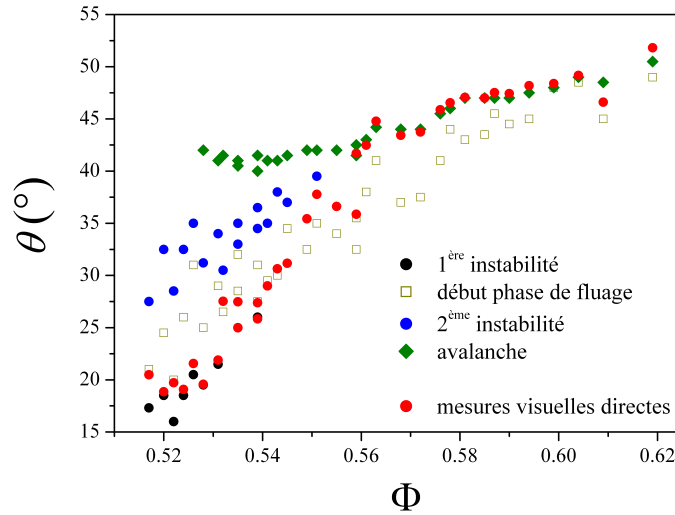 55
50
45
40
35
30
25
20
15
θ (°)
1ère instabilité
début phase de fluage
2ème instabilité
avalanche
mesures visuelles directes
0.52 0.54 0.56 0.58 0.60 0.62
Φ